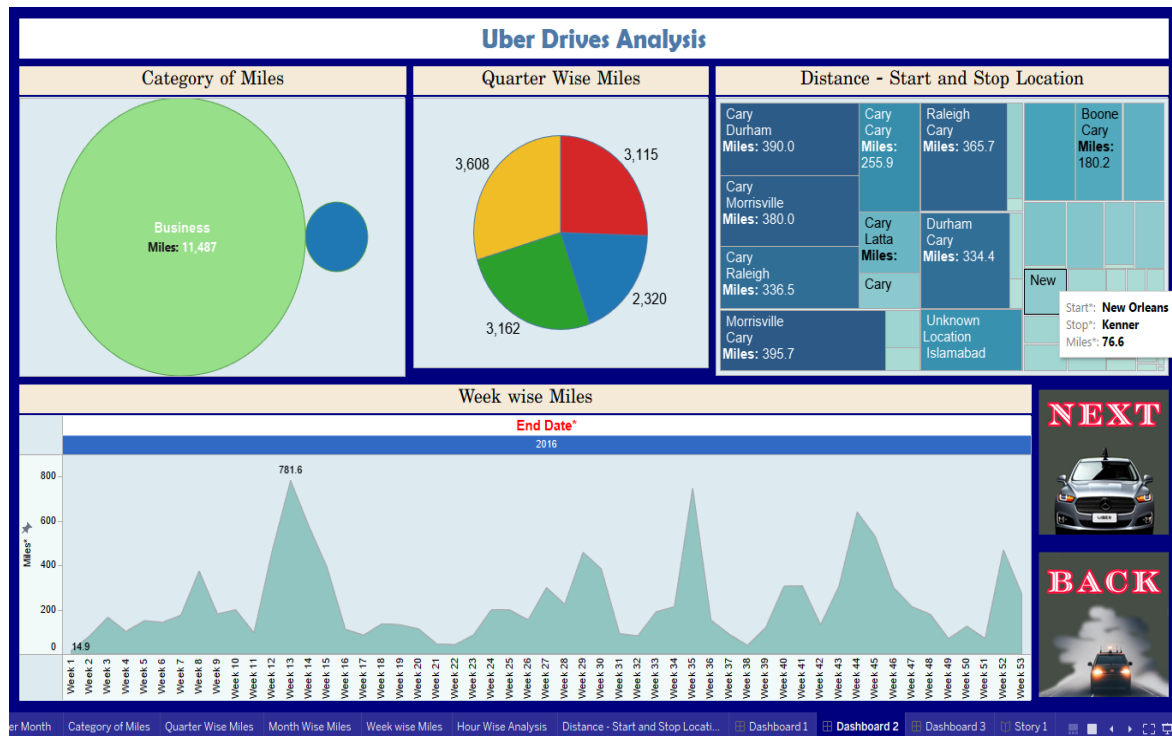 Uber Drives Analysis
Category of Miles
Business
Miles: 11,487
Quarter Wise Miles
3,608
3,115
3,162
2,320
Distance - Start and Stop Location
Cary
Durham
Miles: 390.0
Cary
Morrisville
Miles: 380.0
Cary
Raleigh
Miles: 336.5
Morrisville
Cary
Miles: 395.7
Cary
Cary
Miles:
255.9
Cary
Latta
Miles:
Cary
Raleigh
Cary
Miles: 365.7
Durham
Cary
Miles: 334.4
Unknown
Location
Islamabad
Boone
Cary
Miles:
180.2
New
Start*: New Orleans
Stop*: Kenner
Miles*: 76.6
Week wise Miles
End Date*
2016
Miles*
800
600
400
200
0
781.6
14.9
Week 1
Week 2
Week 3
Week 4
Week 5
Week 6
Week 7
Week 8
Week 9
Week 10
Week 11
Week 12
Week 13
Week 14
Week 15
Week 16
Week 17
Week 18
Week 19
Week 20
Week 21
Week 22
Week 23
Week 24
Week 25
Week 26
Week 27
Week 28
Week 29
Week 30
Week 31
Week 32
Week 33
Week 34
Week 35
Week 36
Week 37
Week 38
Week 39
Week 40
Week 41
Week 42
Week 43
Week 44
Week 45
Week 46
Week 47
Week 48
Week 49
Week 50
Week 51
Week 52
Week 53
NEXT
UBER
BACK
er Month
Category of Miles
Quarter Wise Miles
Month Wise Miles
Week wise Miles
Hour Wise Analysis
Distance - Start and Stop Locati...
Dashboard 1
Dashboard 2
Dashboard 3
Story 1